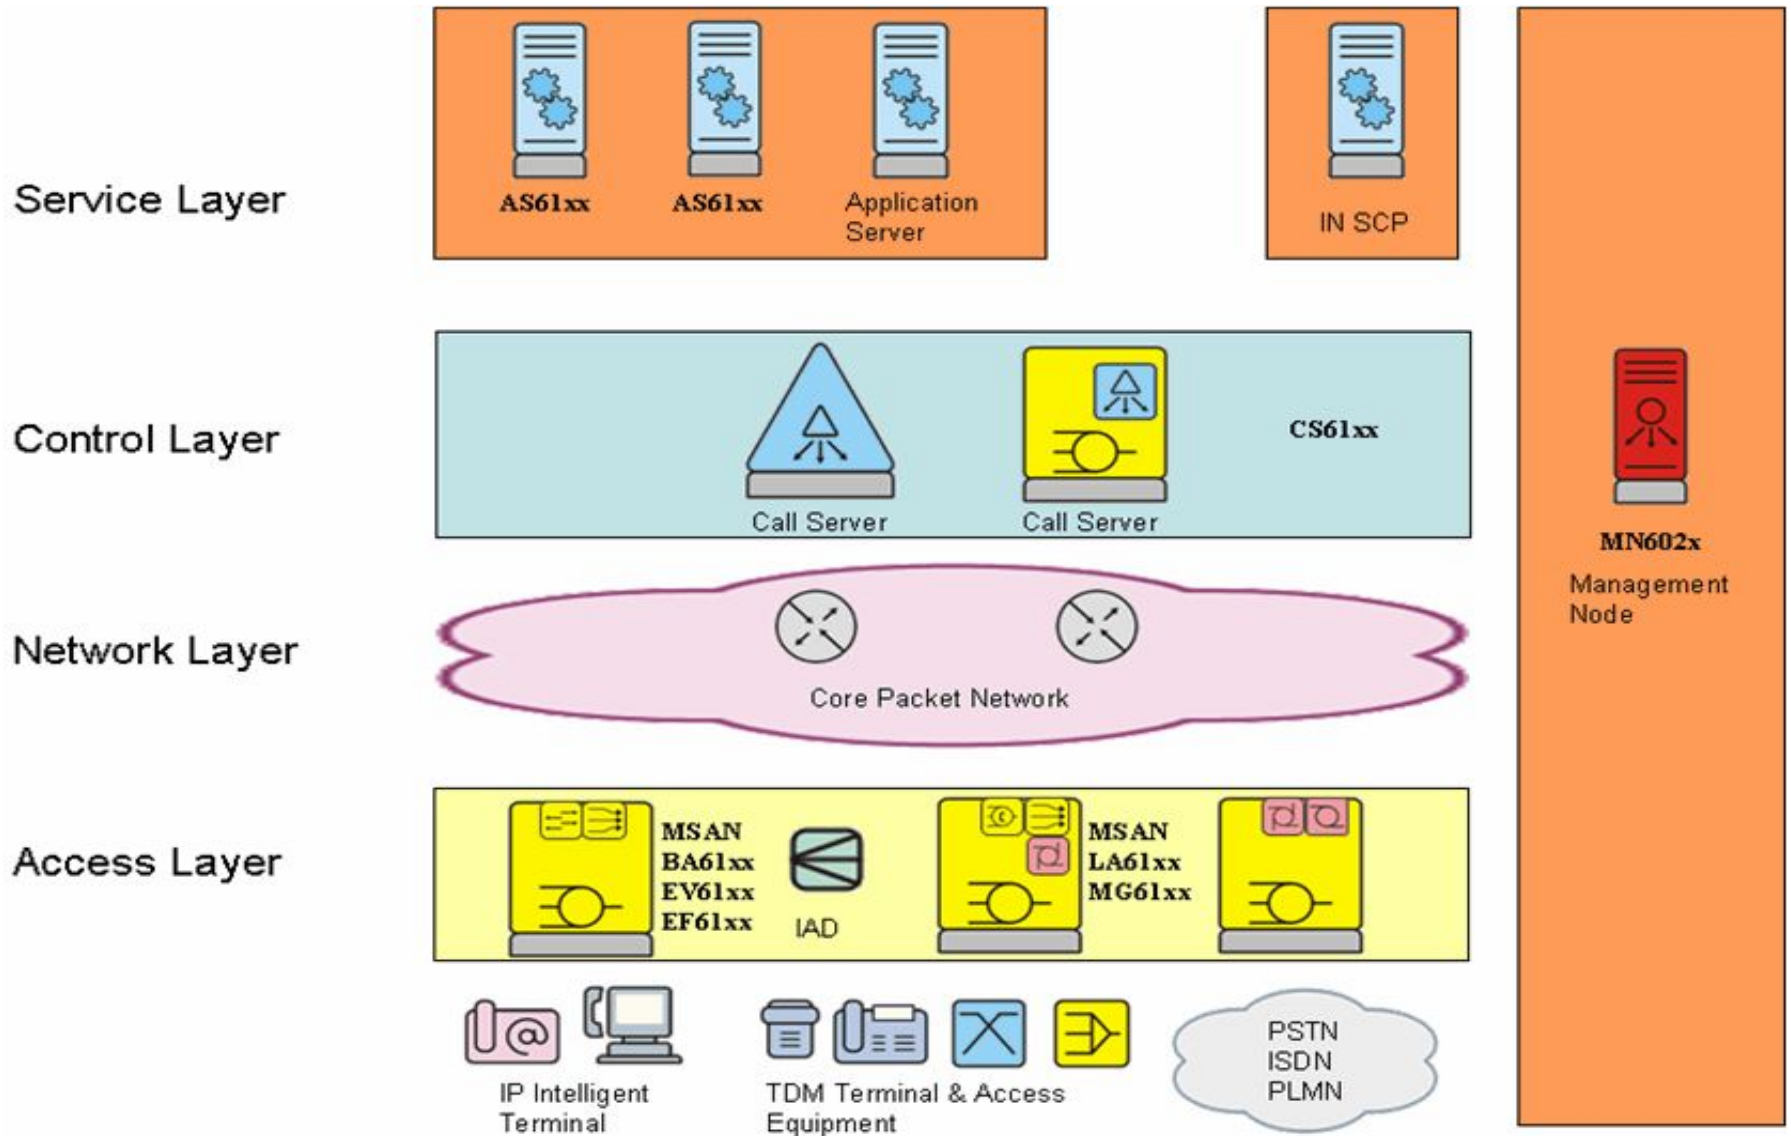 AS61xx
AS61xx
Application
Server
IN SCP
Service Layer
Control Layer
Call Server
Call Server
CS61xx
MN602x
Management
Node
Network Layer
Core Packet Network
Access Layer
MSAN
BA61xx
EV61xx
EF61xx
IAD
MSAN
LA61xx
MG61xx
@
IP Intelligent
Terminal
TDM Terminal & Access
Equipment
PSTN
ISDN
PLMN